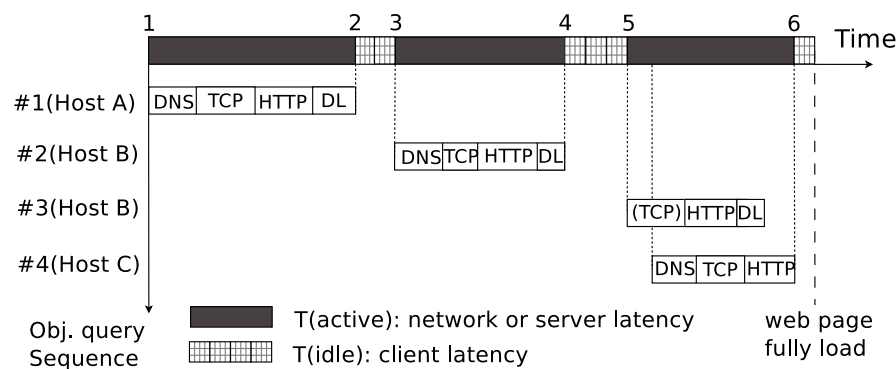 1 2 3 4 5 6
Time
#1(Host A) DNS TCP HTTP DL
#2(Host B) DNS TCP HTTP DL
#3(Host B) (TCP) HTTP DL
#4(Host C) DNS TCP HTTP
Obj. query
Sequence
T(active): network or server latency
T(idle): client latency
web page
fully load